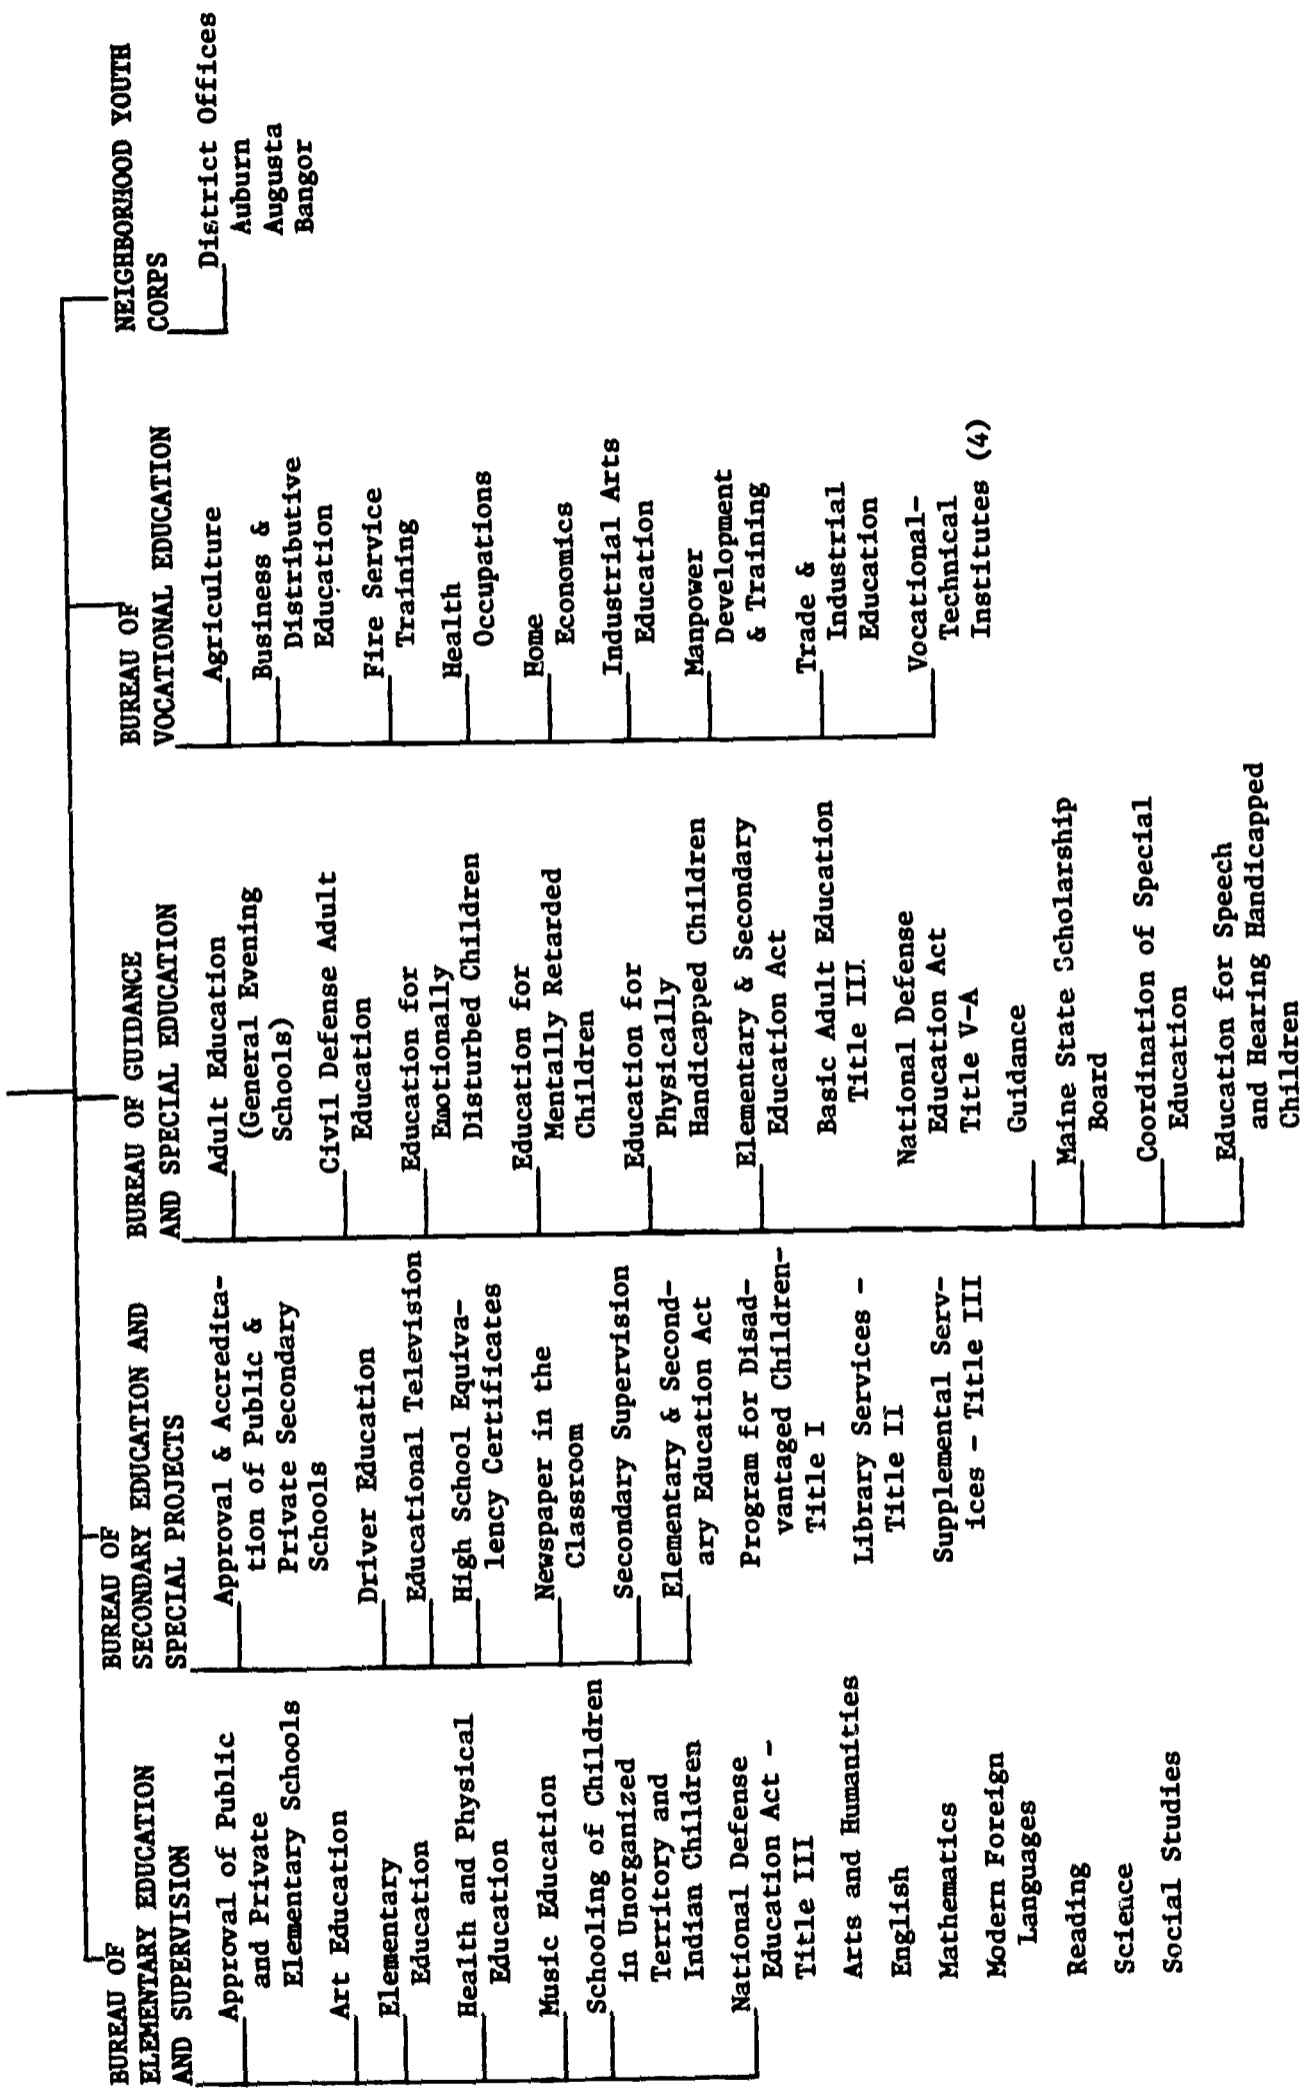 BUREAU OF
ELEMENTARY EDUCATION
AND SUPERVISION
Approval of Public
and Private
Elementary Schools
Art Education
Elementary
Education
Health and Physical
Education
Music Education
Schooling of Children
in Unorganized
Territory and
Indian Children
National Defense
Education Act -
Title III
Arts and Humanities
English
Mathematics
Modern Foreign
Languages
Reading
Science
Social Studies
BUREAU OF
SECONDARY EDUCATION AND
SPECIAL PROJECTS
Approval & Accredita-
tion of Public &
Private Secondary
Schools
Driver Education
Educational Television
High School Equiva-
lency Certificates
Newspaper in the
Classroom
Secondary Supervision
Elementary & Second-
ary Education Act
Program for Disad-
vantaged Children-
Title I
Library Services -
Title II
Supplemental Serv-
ices - Title III
BUREAU OF GUIDANCE
AND SPECIAL EDUCATION
Adult Education
(General Evening
Schools)
Civil Defense Adult
Education
Education for
Emotionally
Disturbed Children
Education for
Mentally Retarded
Children
Education for
Physically
Handicapped Children
Elementary & Secondary
Education Act
Basic Adult Education
Title III
National Defense
Education Act
Title V-A
Guidance
Maine State Scholarship
Board
Coordination of Special
Education
Education for Speech
and Hearing Handicapped
Children
BUREAU OF
VOCATIONAL EDUCATION
Agriculture
Business &
Distributive
Education
Fire Service
Training
Health
Occupations
Home
Economics
Industrial Arts
Education
Manpower
Development
& Training
Trade &
Industrial
Education
Vocational-
Technical
Institutes (4)
NEIGHBORHOOD YOUTH
CORPS
District Offices
Auburn
Augusta
Bangor